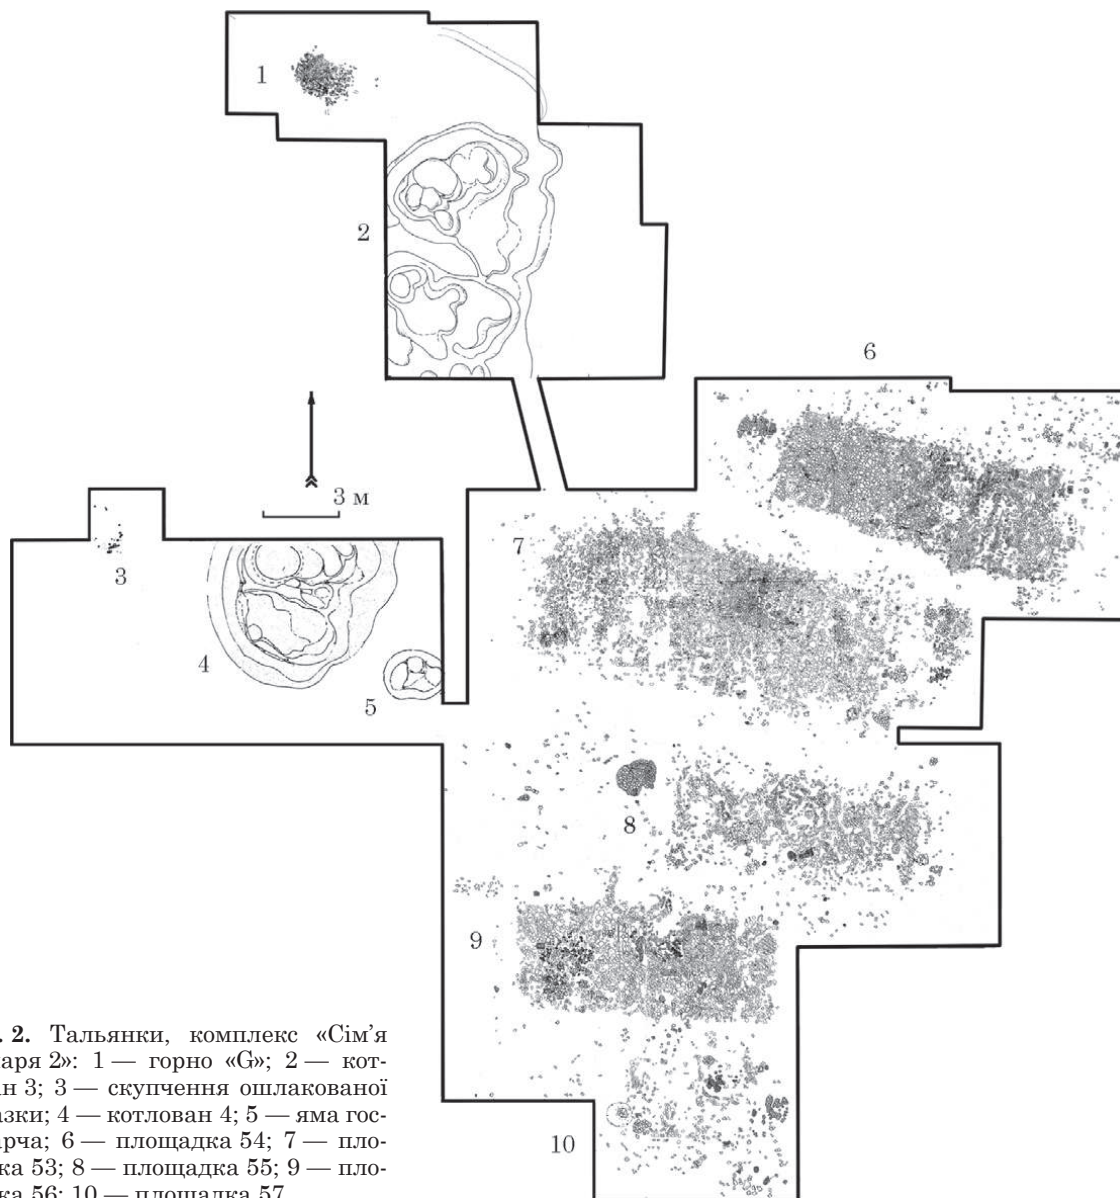 1
2
6
3 м
7
3
4
5
8
9
10
. 2. Тальянки, комплекс «Сім’я
аря 2»: 1 — горно «G»; 2 — кот-
н 3; 3 — скупчення ошлакованої
азки; 4 — котлован 4; 5 — яма гос-
арча; 6 — площадка 54; 7 — пло-
ка 53; 8 — площадка 55; 9 — пло-
ка 56; 10 — площадка 57